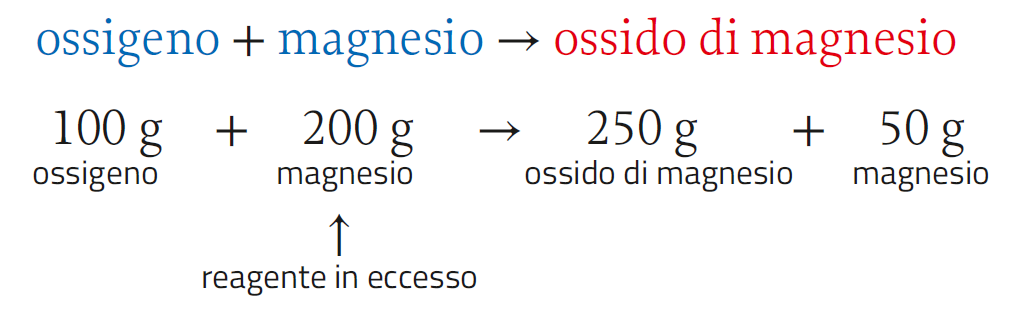 ossigeno + magnesio → ossido di magnesio
100 g + 200 g → 250 g + 50 g
ossigeno magnesio ossido di magnesio magnesio
↑
reagente in eccesso